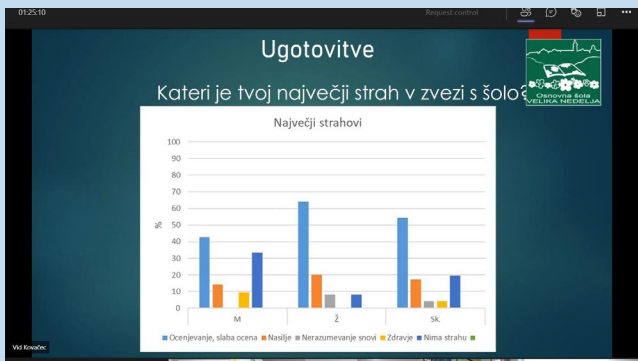 01:25:10
Request control
Ugotovitve
Kateri je tvoj največji strah v zvezi s šolo?
Osnovna šola
VELIKA NEDELJA
Največji strahovi
100
90
80
70
60
50
40
30
20
10
0
%
M Ž Sk.
Ocenjevanje, slaba ocena Nasilje Nerazumevanje snovi Zdravje Nima strahu
Vid Kovačec